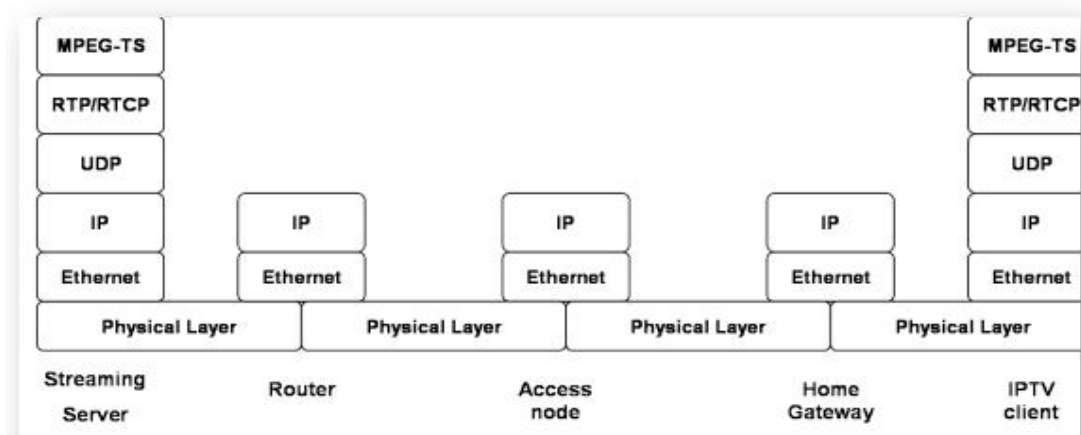 MPEG-TS MPEG-TS
RTP/RTCP RTP/RTCP
UDP UDP
IP IP IP IP IP
Ethernet Ethernet Ethernet Ethernet Ethernet
Physical Layer Physical Layer Physical Layer Physical Layer
Streaming Server
Router
Access
node
Home
Gateway
IPTV
client